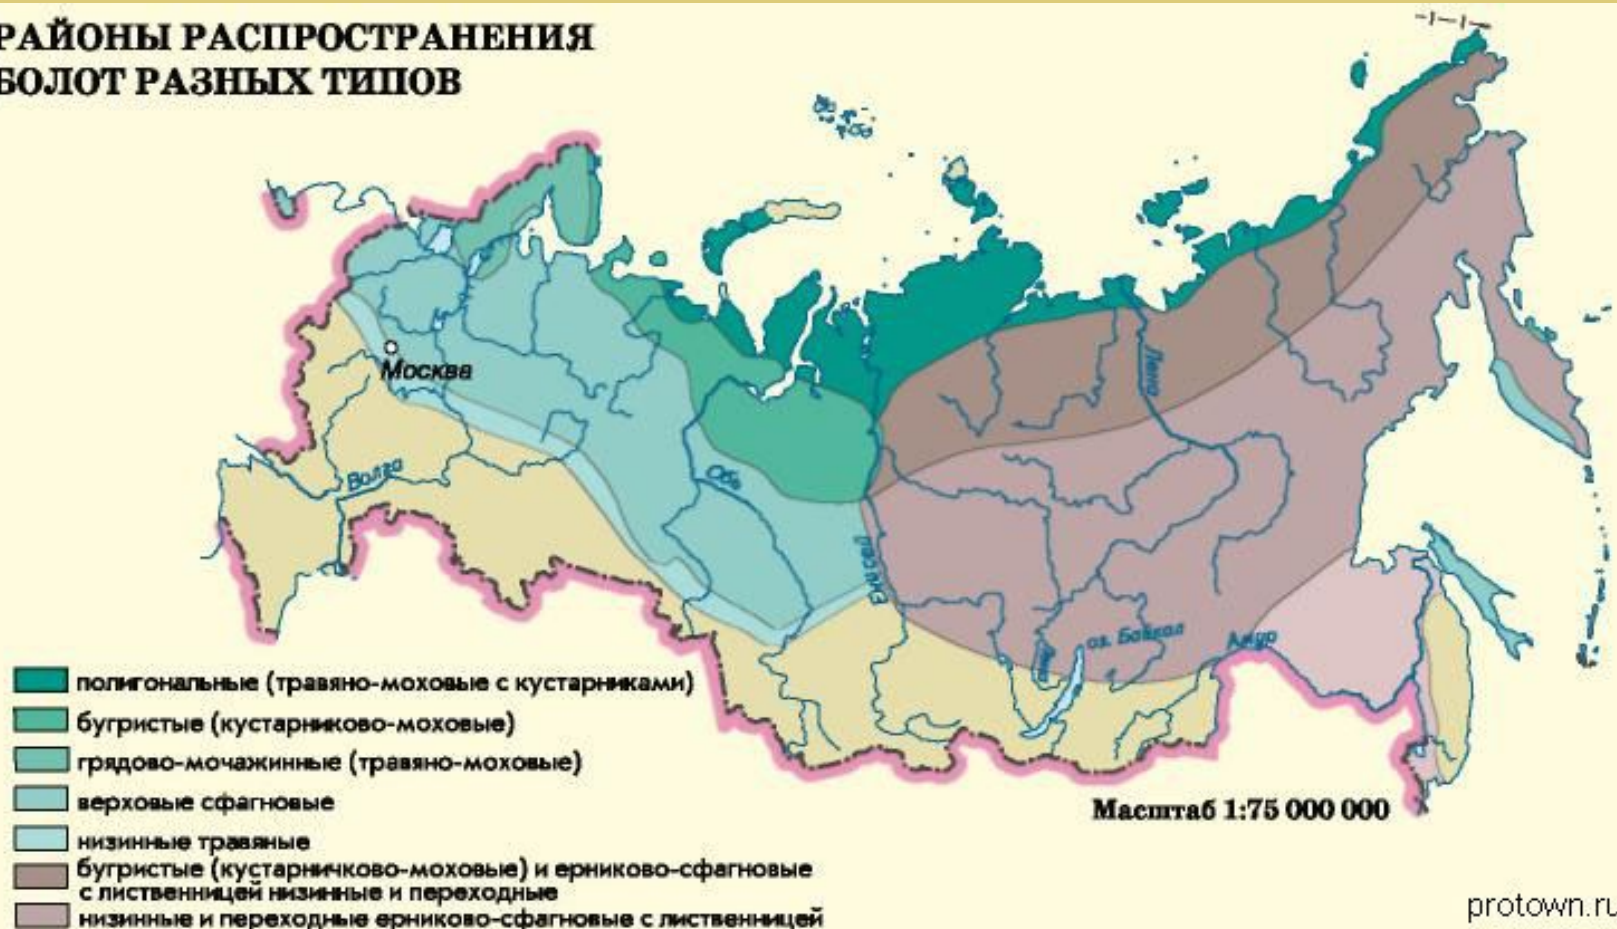 РАЙОНЫ РАСПРОСТРАНЕНИЯ
БОЛОТ РАЗНЫХ ТИПОВ
Москва
Волга
Обь
Енисей
Лена
оз. Байкал
Амур
полигональные (травяно-моховые с кустарниками)
бугристые (кустарниково-моховые)
грядово-мочажинные (травяно-моховые)
верховые сфагновые
низинные травяные
бугристые (кустарничково-моховые) и ерниково-сфагновые
с лиственницей низинные и переходные
низинные и переходные ерниково-сфагновые с лиственницей
Масштаб 1:75 000 000
protown.ru